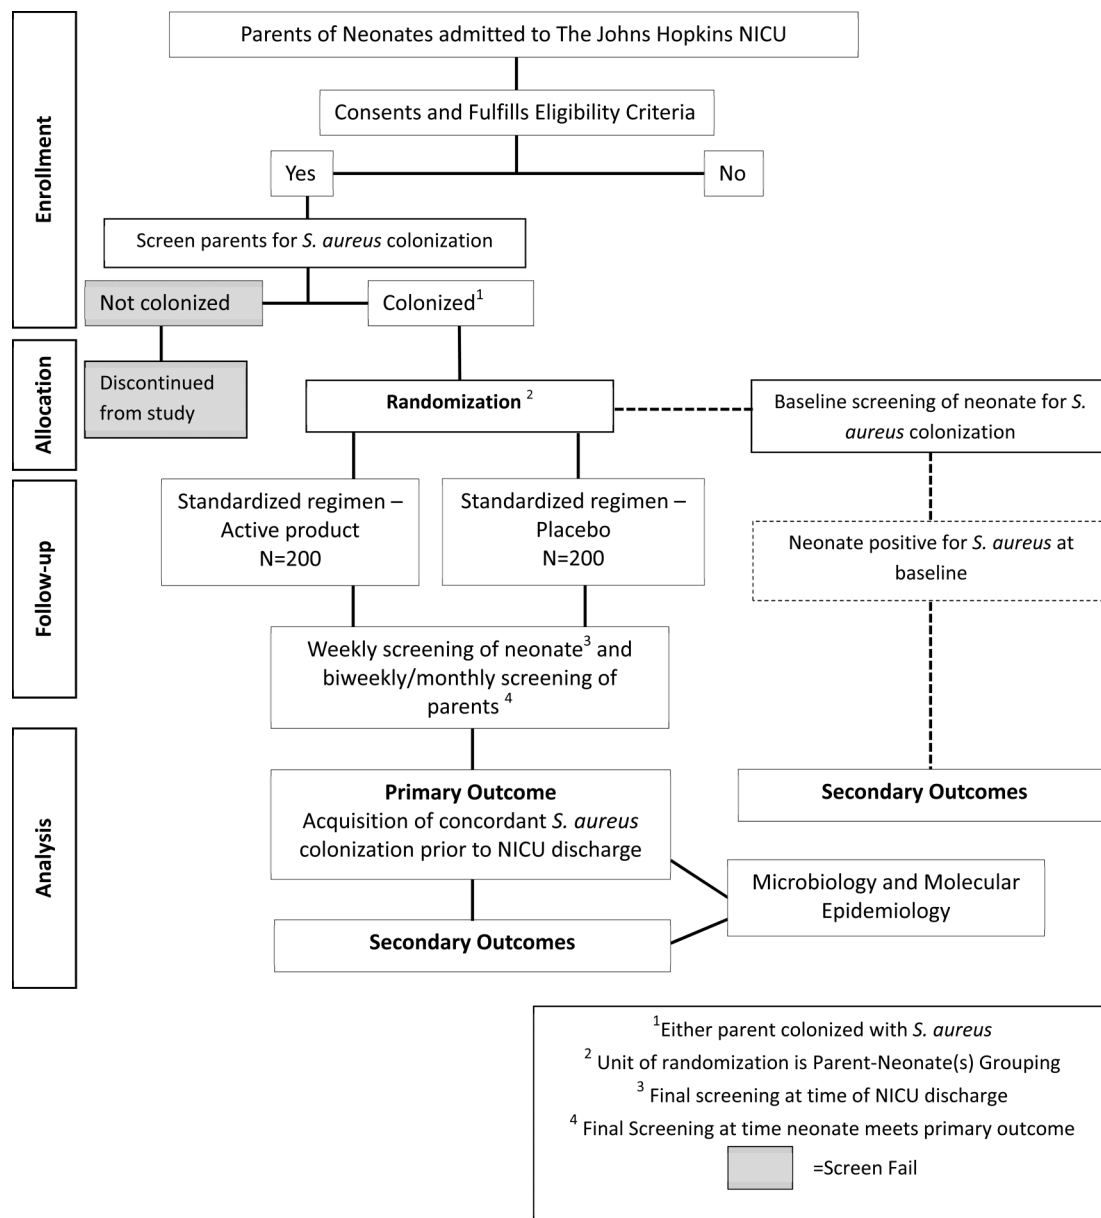 Enrollment
Parents of Neonates admitted to The Johns Hopkins NICU
Consents and Fulfills Eligibility Criteria
Yes
No
Screen parents for S. aureus colonization
Not colonized
Colonized1
Allocation
Discontinued
from study
Randomization 2
Baseline screening of neonate for S.
aureus colonization
Follow-up
Standardized regimen –
Active product
N=200
Standardized regimen –
Placebo
N=200
Neonate positive for S. aureus at
baseline
Weekly screening of neonate3 and
biweekly/monthly screening of
parents 4
Analysis
Primary Outcome
Acquisition of concordant S. aureus
colonization prior to NICU discharge
Secondary Outcomes
Microbiology and Molecular
Epidemiology
Secondary Outcomes
1Either parent colonized with S. aureus
2 Unit of randomization is Parent-Neonate(s) Grouping
3 Final screening at time of NICU discharge
4 Final Screening at time neonate meets primary outcome
=Screen Fail